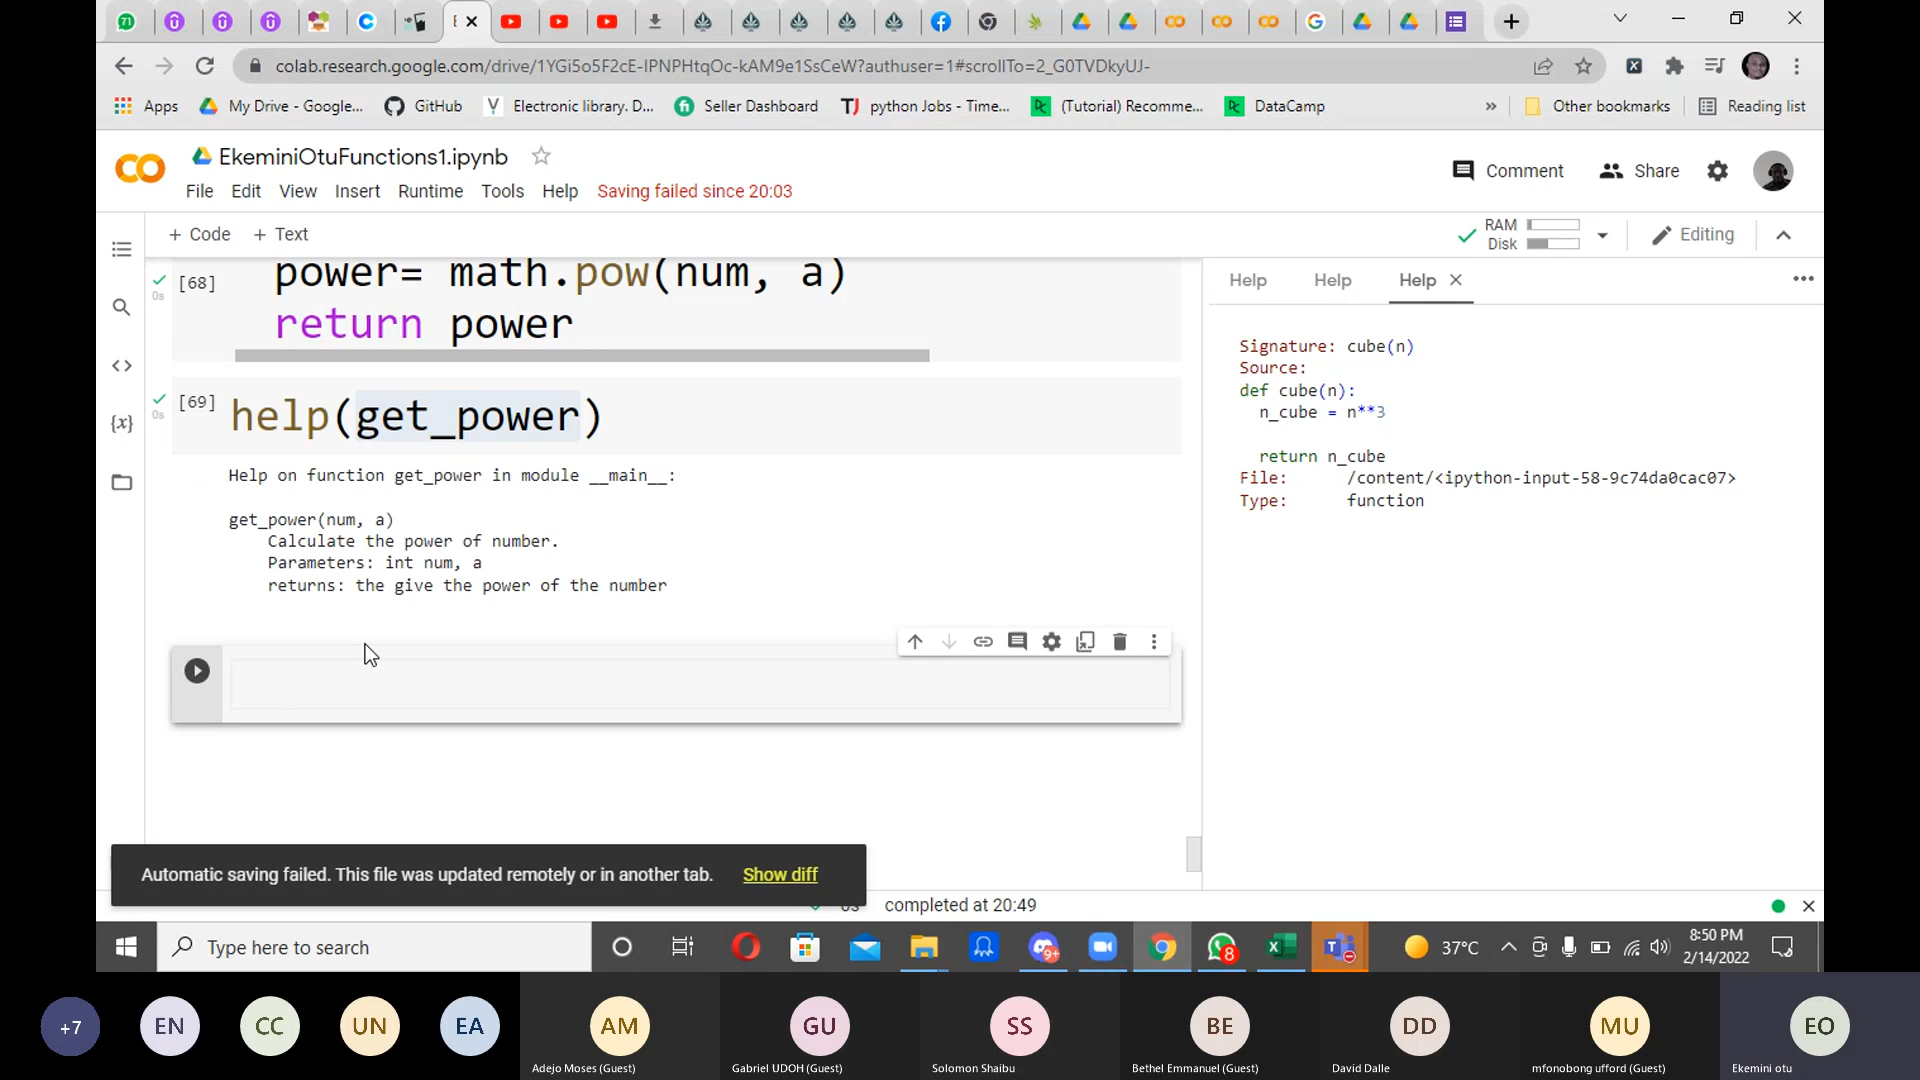 71
colab.research.google.com/drive/1YGi5o5F2cE-IPNPHtqOc-kAM9e1SsCeW?authuser=1#scrollTo=2_G0TVDkyUJ-
Apps
My Drive - Google...
GitHub
Electronic library. D...
Seller Dashboard
python Jobs - Time...
(Tutorial) Recomme...
DataCamp
Other bookmarks
Reading list
EkeminiOtuFunctions1.ipynb
File Edit View Insert Runtime Tools Help Saving failed since 20:03
Comment
Share
+ Code + Text
RAM
Disk
Editing
[68]
power= math.pow(num, a)
return power
0s
[69]
help(get_power)
0s
Help on function get_power in module __main__:
get_power(num, a)
Calculate the power of number.
Parameters: int num, a
returns: the give the power of the number
Help Help Help
Signature: cube(n)
Source:
def cube(n):
n_cube = n**3
return n_cube
File: /content/<ipython-input-58-9c74da0cac07>
Type: function
Automatic saving failed. This file was updated remotely or in another tab. Show diff
completed at 20:49
Type here to search
9+
8
37°C
8:50 PM
2/14/2022
+7
EN
CC
UN
EA
AM
GU
SS
BE
DD
MU
EO
Adejo Moses (Guest)
Gabriel UDOH (Guest)
Solomon Shaibu
Bethel Emmanuel (Guest)
David Dalle
mfonobong ufford (Guest)
Ekemini otu